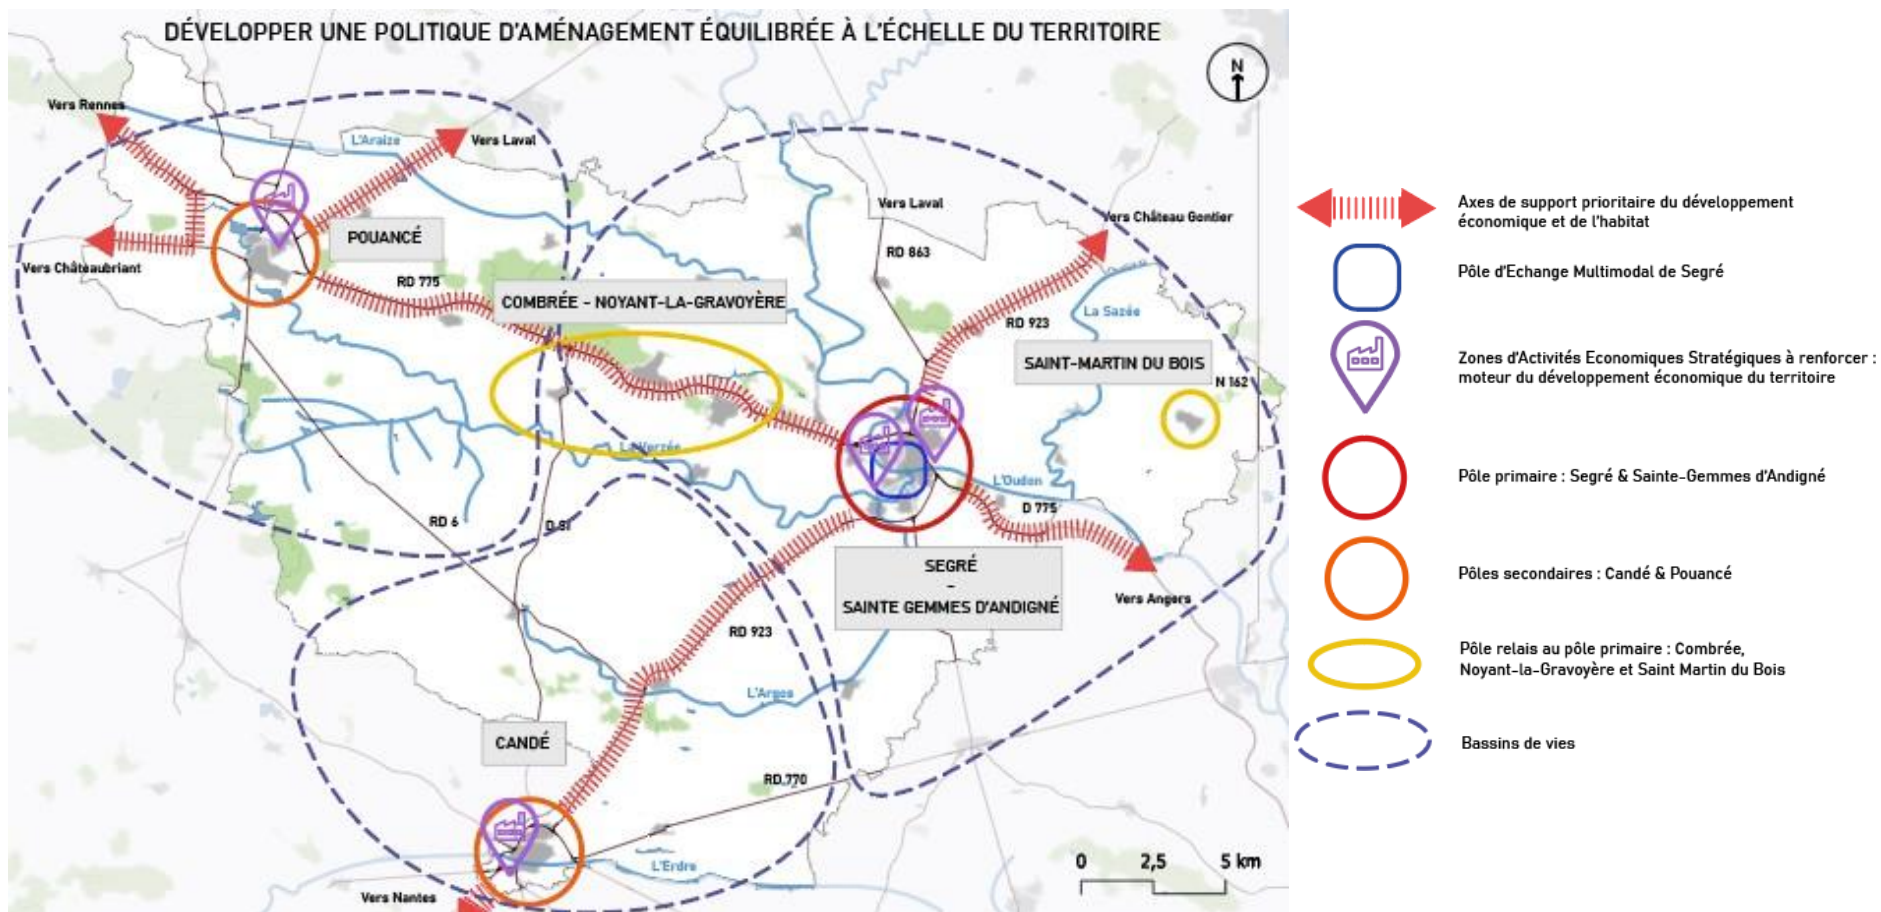 DÉVELOPPER UNE POLITIQUE D'AMÉNAGEMENT ÉQUILIBRÉE À L'ÉCHELLE DU TERRITOIRE
N
Vers Rennes
L'Araize
Vers Laval
POUANCÉ
Vers Châteaubriant
RD 775
COMBRÉE - NOYANT-LA-GRAVOYÈRE
Vers Laval
RD 863
Vers Château Gontier
La Sazée
RD 923
SAINT-MARTIN DU BOIS
N 162
La Verzée
L'Oudon
D 775
RD 6
SEGRÉ
-
SAINTE GEMMES D'ANDIGNÉ
Vers Angers
RD 923
L'Argos
CANDÉ
RD 770
L'Erdre
Vers Nantes
0 2,5 5 km
Axes de support prioritaire du développement
économique et de l'habitat
Pôle d'Echange Multimodal de Segré
Zones d'Activités Economiques Stratégiques à renforcer :
moteur du développement économique du territoire
Pôle primaire : Segré & Sainte-Gemmes d'Andigné
Pôles secondaires : Candé & Pouancé
Pôle relais au pôle primaire : Combrée,
Noyant-la-Gravoyère et Saint Martin du Bois
Bassins de vies